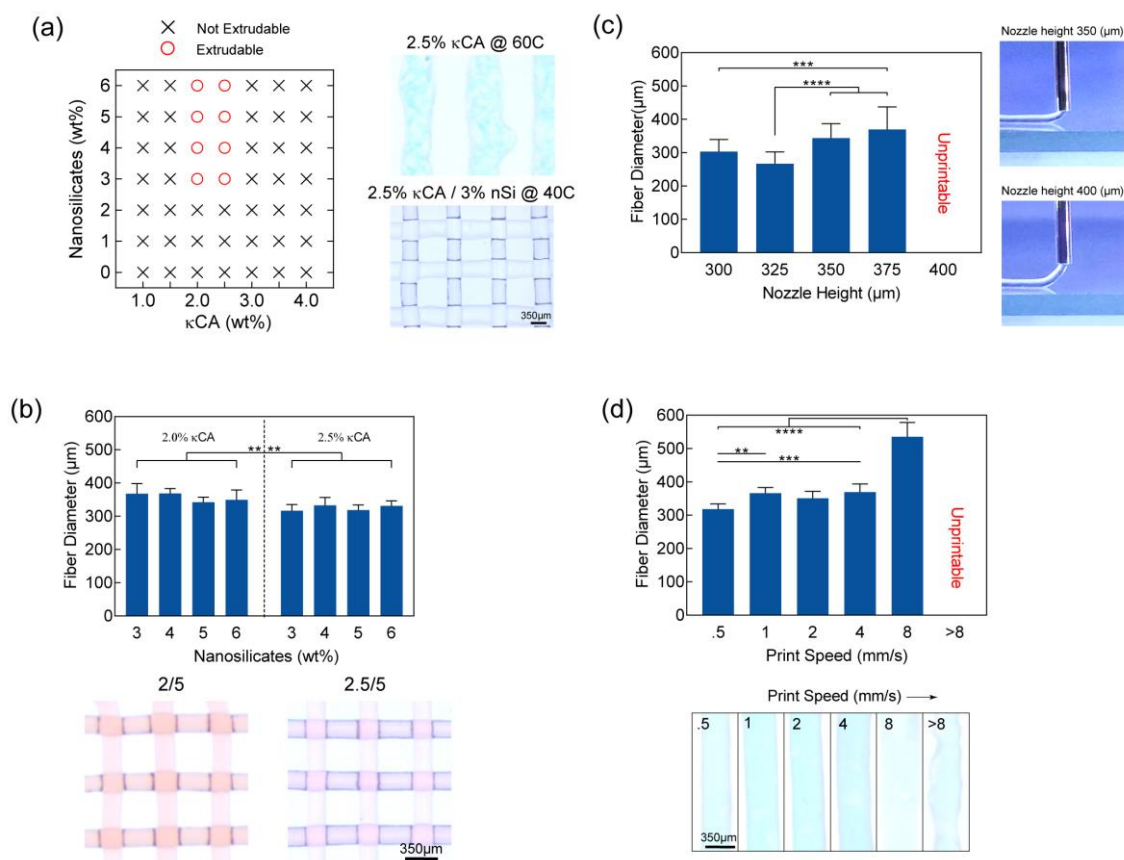 (a)
× Not Extrudable
○ Extrudable
Nanosilicates (wt%)
6
5
4
3
2
1
0
1.0 2.0 3.0 4.0
κCA (wt%)
2.5% κCA @ 60C
2.5% κCA / 3% nSi @ 40C
350μm
(b)
Fiber Diameter (μm)
600
500
400
300
200
100
0
2.0% κCA
** **
2.5% κCA
3 4 5 6 3 4 5 6
Nanosilicates (wt%)
2/5 2.5/5
350μm
(c)
Fiber Diameter(μm)
600
500
400
300
200
100
0
***
****
Unprintable
300 325 350 375 400
Nozzle Height (μm)
Nozzle height 350 (μm)
Nozzle height 400 (μm)
(d)
Fiber Diameter (μm)
600
500
400
300
200
100
0
****
**
***
Unprintable
.5 1 2 4 8 >8
Print Speed (mm/s)
Print Speed (mm/s)
.5 1 2 4 8 >8
350μm